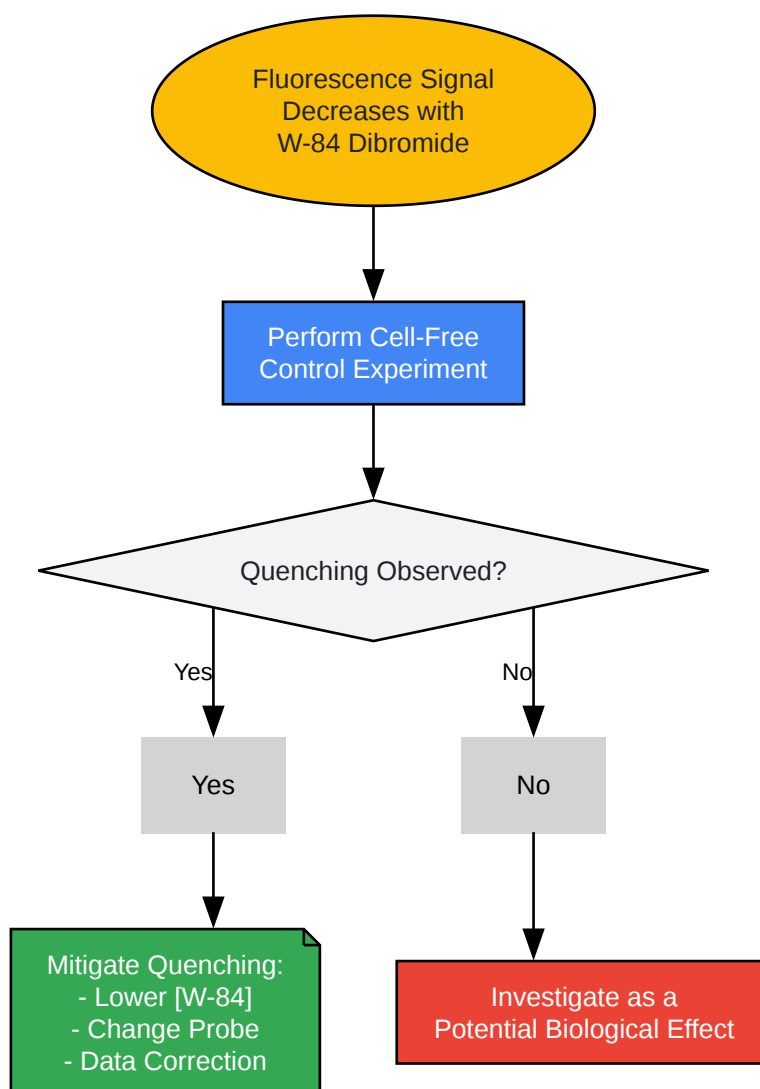 Fluorescence Signal
Decreases with
W-84 Dibromide
Perform Cell-Free
Control Experiment
Quenching Observed?
Yes
No
Yes
No
Mitigate Quenching:
- Lower [W-84]
- Change Probe
- Data Correction
Investigate as a
Potential Biological Effect